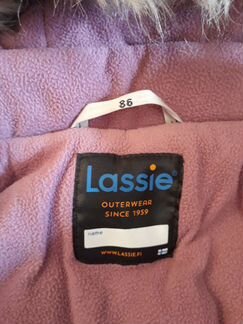 86
Lassie®
OUTERWEAR
SINCE 1959
name
WWW.LASSIE.FI